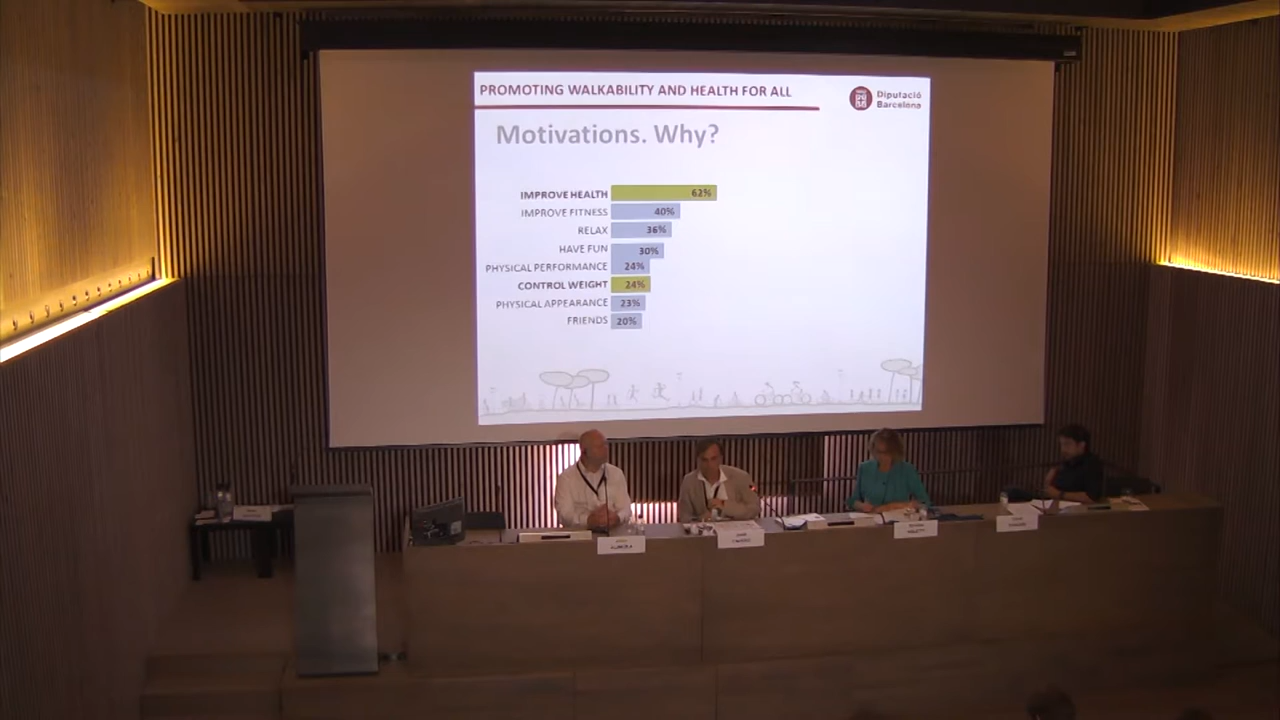 PROMOTING WALKABILITY AND HEALTH FOR ALL
Diputació
Barcelona
Motivations. Why?
IMPROVE HEALTH 62%
IMPROVE FITNESS 40%
RELAX 36%
HAVE FUN 30%
PHYSICAL PERFORMANCE 24%
CONTROL WEIGHT 24%
PHYSICAL APPEARANCE 23%
FRIENDS 20%